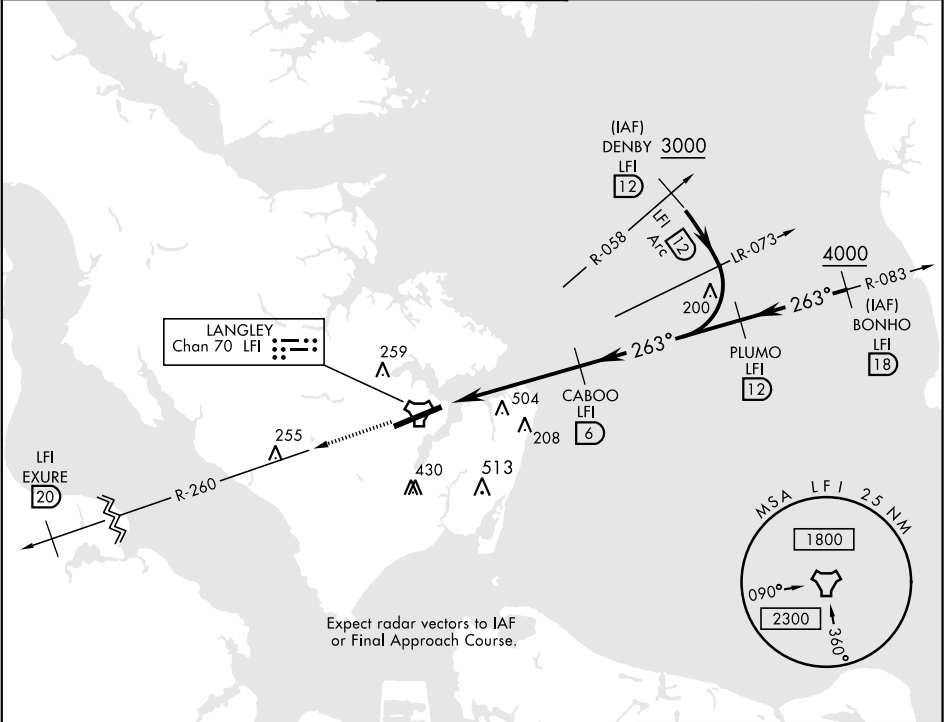 (IAF)
DENBY 3000
LFI
12
LFI
12
Arc
R-058
LR-073
4000
R-083
263°
(IAF)
BONHO
LFI
18
200
263°
PLUMO
LFI
12
LANGLEY
Chan 70 LFI
259
CABOO
LFI
6
504
208
255
430
513
LFI
EXURE
20
R-260
MSA LFI 25 NM
1800
090°
2300
360°
Expect radar vectors to IAF
or Final Approach Course.